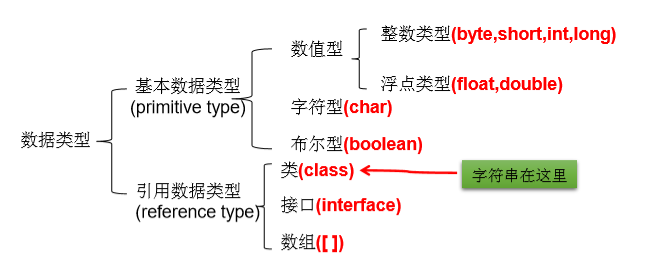 整数类型(byte,short,int,long)
数值型
浮点类型(float,double)
基本数据类型
(primitive type)
字符型(char)
数据类型
布尔型(boolean)
类(class)
字符串在这里
引用数据类型
(reference type)
接口(interface)
数组([ ])